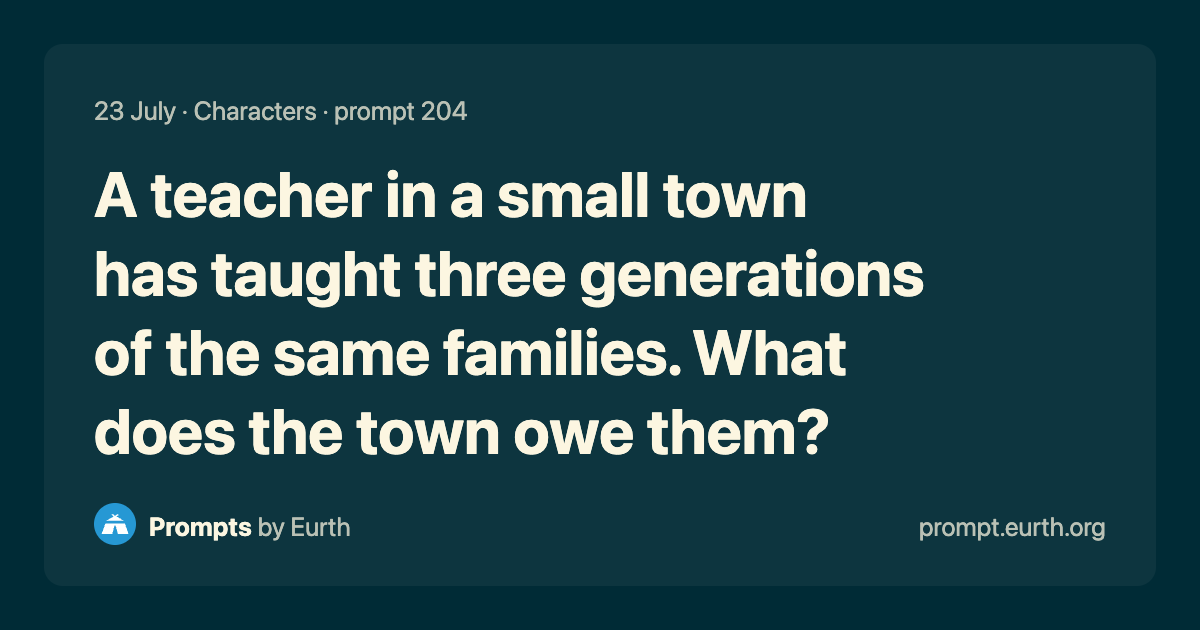 23 July · Characters · prompt 204
A teacher in a small town
has taught three generations
of the same families. What
does the town owe them?
Prompts by Eurth
prompt.eurth.org